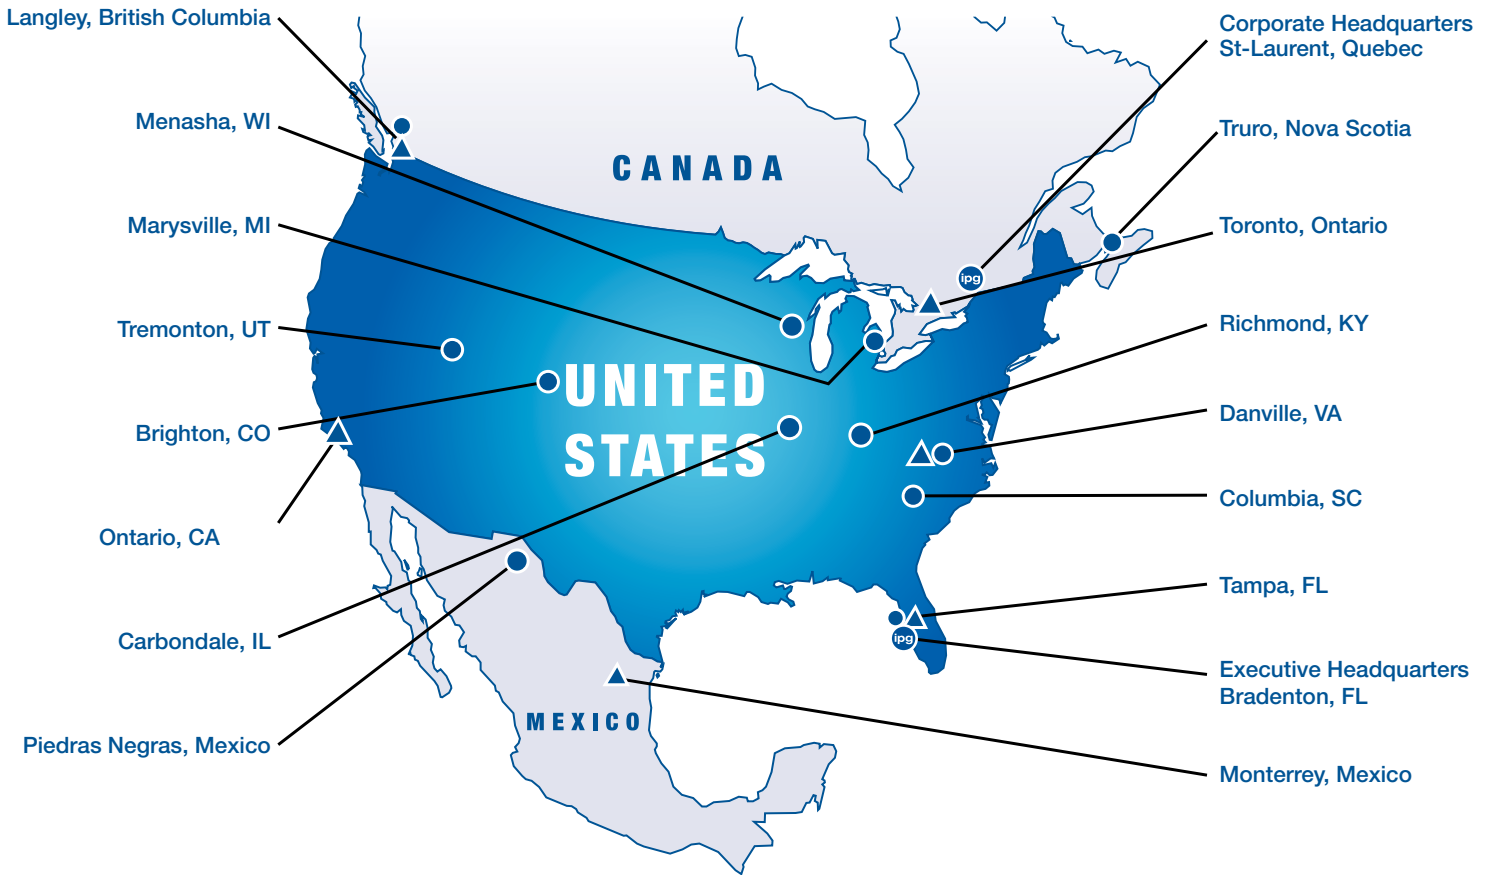 Langley, British Columbia
Menasha, WI
Marysville, MI
Tremonton, UT
Brighton, CO
Ontario, CA
Carbondale, IL
Piedras Negras, Mexico
CANADA
UNITED
STATES
MEXICO
ipg
ipg
Corporate Headquarters
St-Laurent, Quebec
Truro, Nova Scotia
Toronto, Ontario
Richmond, KY
Danville, VA
Columbia, SC
Tampa, FL
Executive Headquarters
Bradenton, FL
Monterrey, Mexico